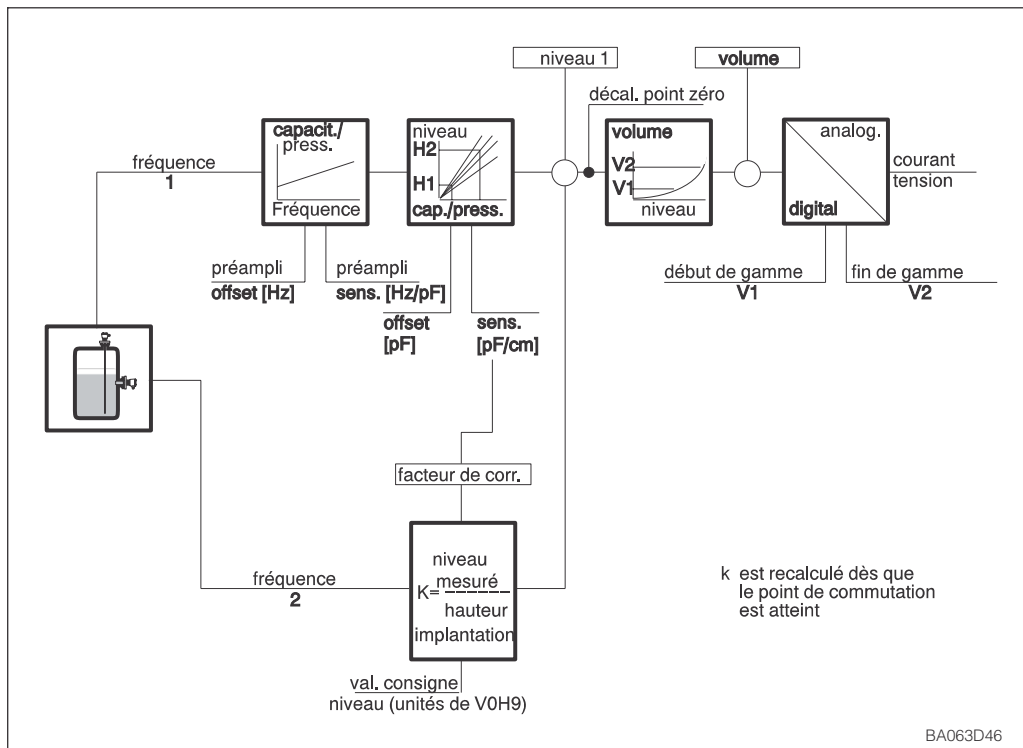 niveau 1
volume
décal. point zéro
capacit./
press.
Fréquence
niveau
H2
H1
cap./press.
volume
V2
V1
niveau
analog.
digital
courant
tension
fréquence
1
préampli
offset [Hz]
préampli
sens. [Hz/pF]
offset
[pF]
sens.
[pF/cm]
début de gamme
V1
fin de gamme
V2
facteur de corr.
niveau
mesuré
K=
hauteur
implantation
fréquence
2
k est recalculé dès que
le point de commutation
est atteint
val. consigne
niveau (unités de V0H9)
BA063D46